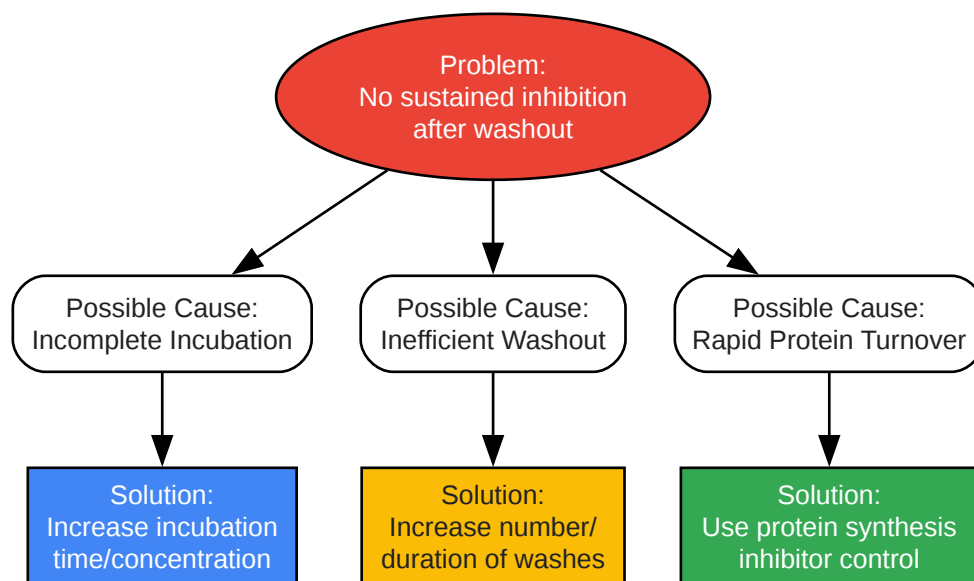 Problem:
No sustained inhibition
after washout
Possible Cause:
Incomplete Incubation
Possible Cause:
Inefficient Washout
Possible Cause:
Rapid Protein Turnover
Solution:
Increase incubation
time/concentration
Solution:
Increase number/
duration of washes
Solution:
Use protein synthesis
inhibitor control